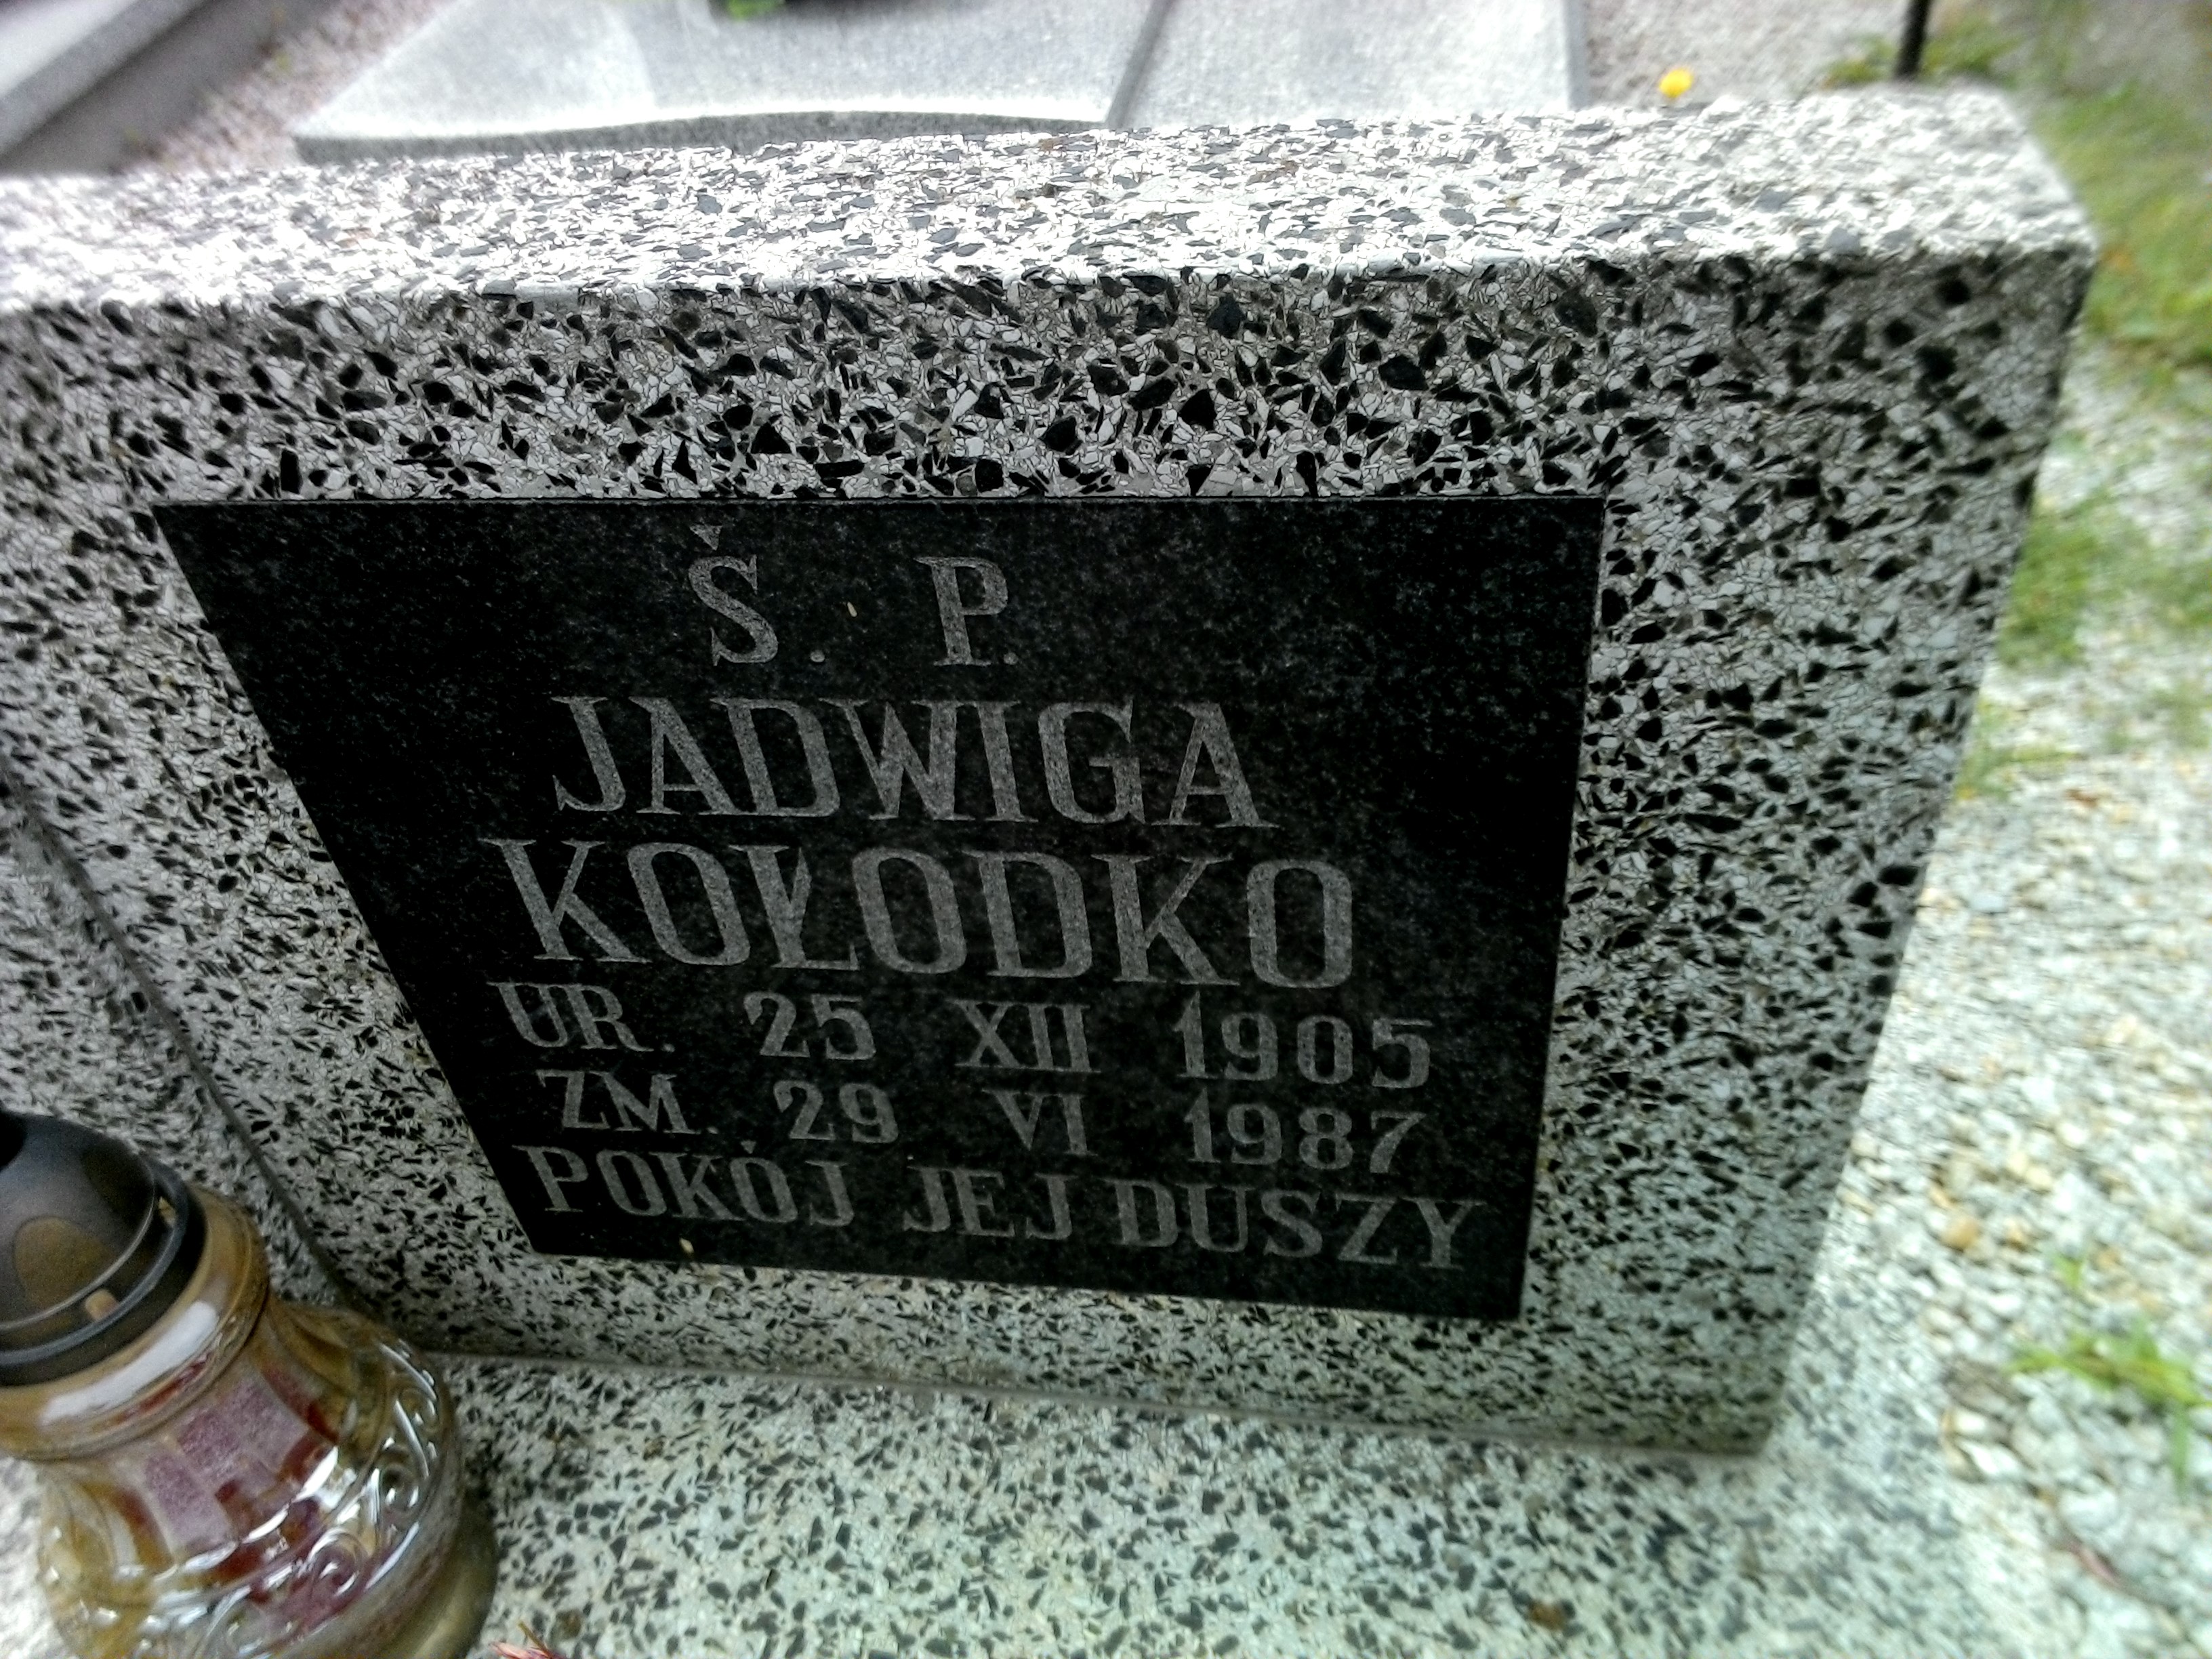 Š. P.
JADWIGA
KOŁODKO
UR. 25 XII 1905
ZM. 29 VI 1987
POKÓJ JEJ DUSZY